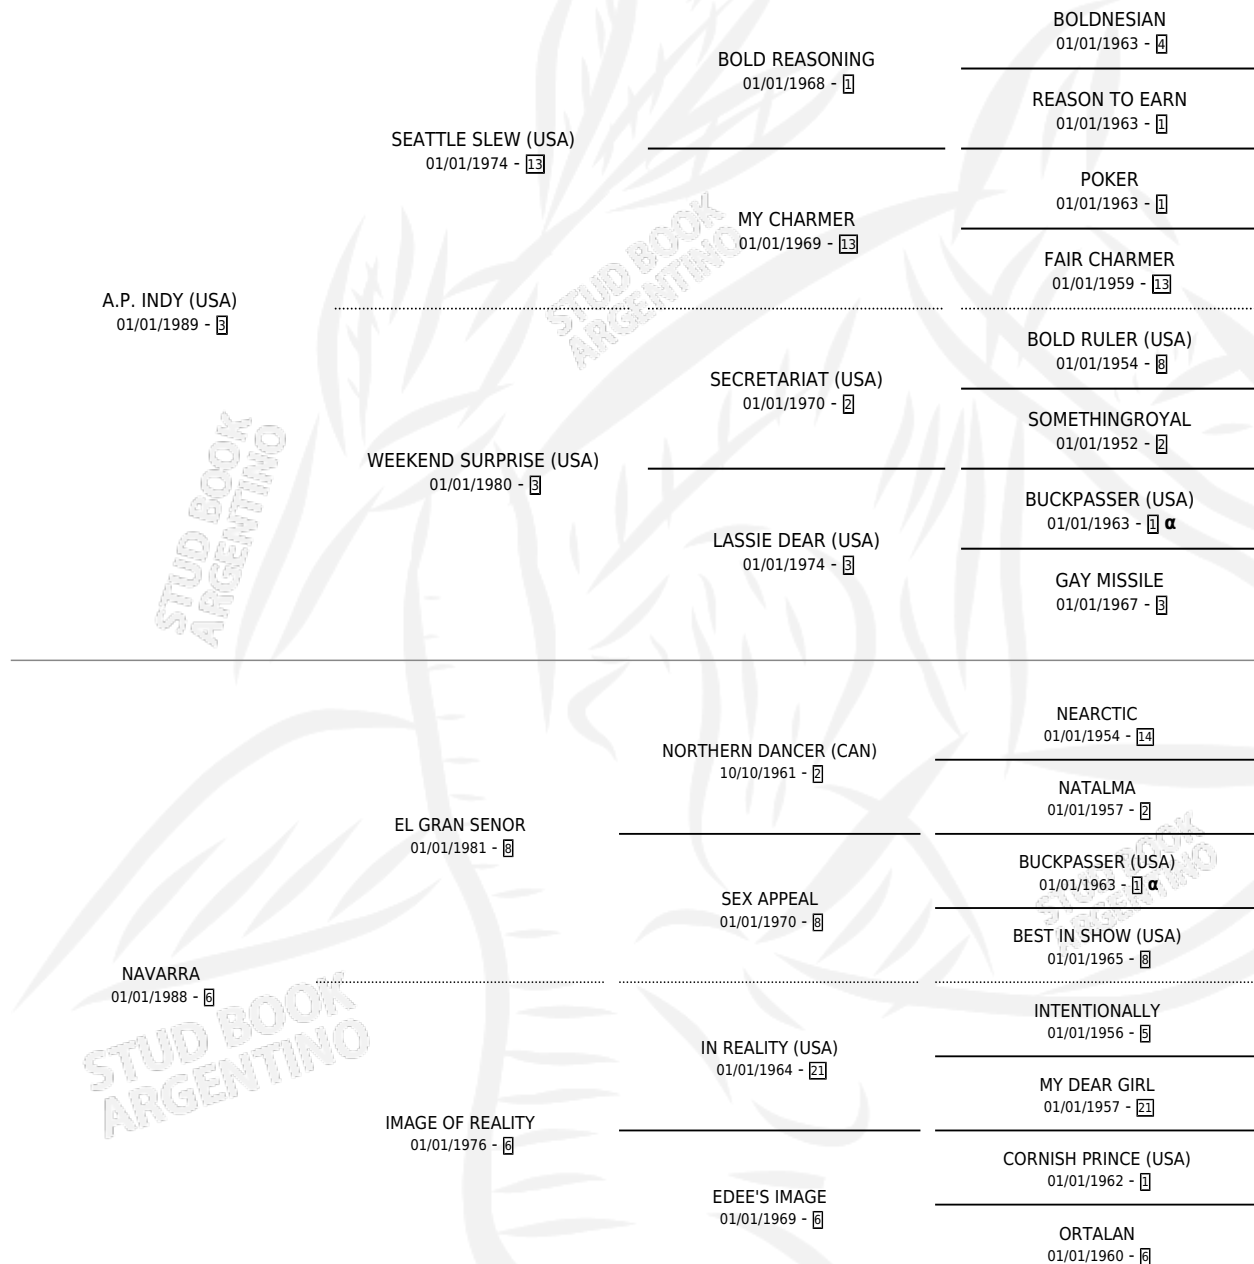 BOLDNESIAN
01/01/1963 - 4
BOLD REASONING
01/01/1968 - 1
REASON TO EARN
01/01/1963 - 1
SEATTLE SLEW (USA)
01/01/1974 - 13
POKER
01/01/1963 - 1
MY CHARMER
01/01/1969 - 13
FAIR CHARMER
01/01/1959 - 13
A.P. INDY (USA)
01/01/1989 - 3
BOLD RULER (USA)
01/01/1954 - 8
SECRETARIAT (USA)
01/01/1970 - 2
SOMETHINGROYAL
01/01/1952 - 2
WEEKEND SURPRISE (USA)
01/01/1980 - 3
BUCKPASSER (USA)
01/01/1963 - 1 α
LASSIE DEAR (USA)
01/01/1974 - 3
GAY MISSILE
01/01/1967 - 3
NEARCTIC
01/01/1954 - 14
NORTHERN DANCER (CAN)
10/10/1961 - 2
NATALMA
01/01/1957 - 2
EL GRAN SENOR
01/01/1981 - 8
BUCKPASSER (USA)
01/01/1963 - 1 α
SEX APPEAL
01/01/1970 - 8
BEST IN SHOW (USA)
01/01/1965 - 8
NAVARRA
01/01/1988 - 6
INTENTIONALLY
01/01/1956 - 5
IN REALITY (USA)
01/01/1964 - 21
MY DEAR GIRL
01/01/1957 - 21
IMAGE OF REALITY
01/01/1976 - 6
CORNISH PRINCE (USA)
01/01/1962 - 1
EDEE'S IMAGE
01/01/1969 - 6
ORTALAN
01/01/1960 - 6
STUD BOOK
ARGENTINO
STUD BOOK
ARGENTINO
STUD BOOK
ARGENTINO
STUD BOOK
ARGENTINO